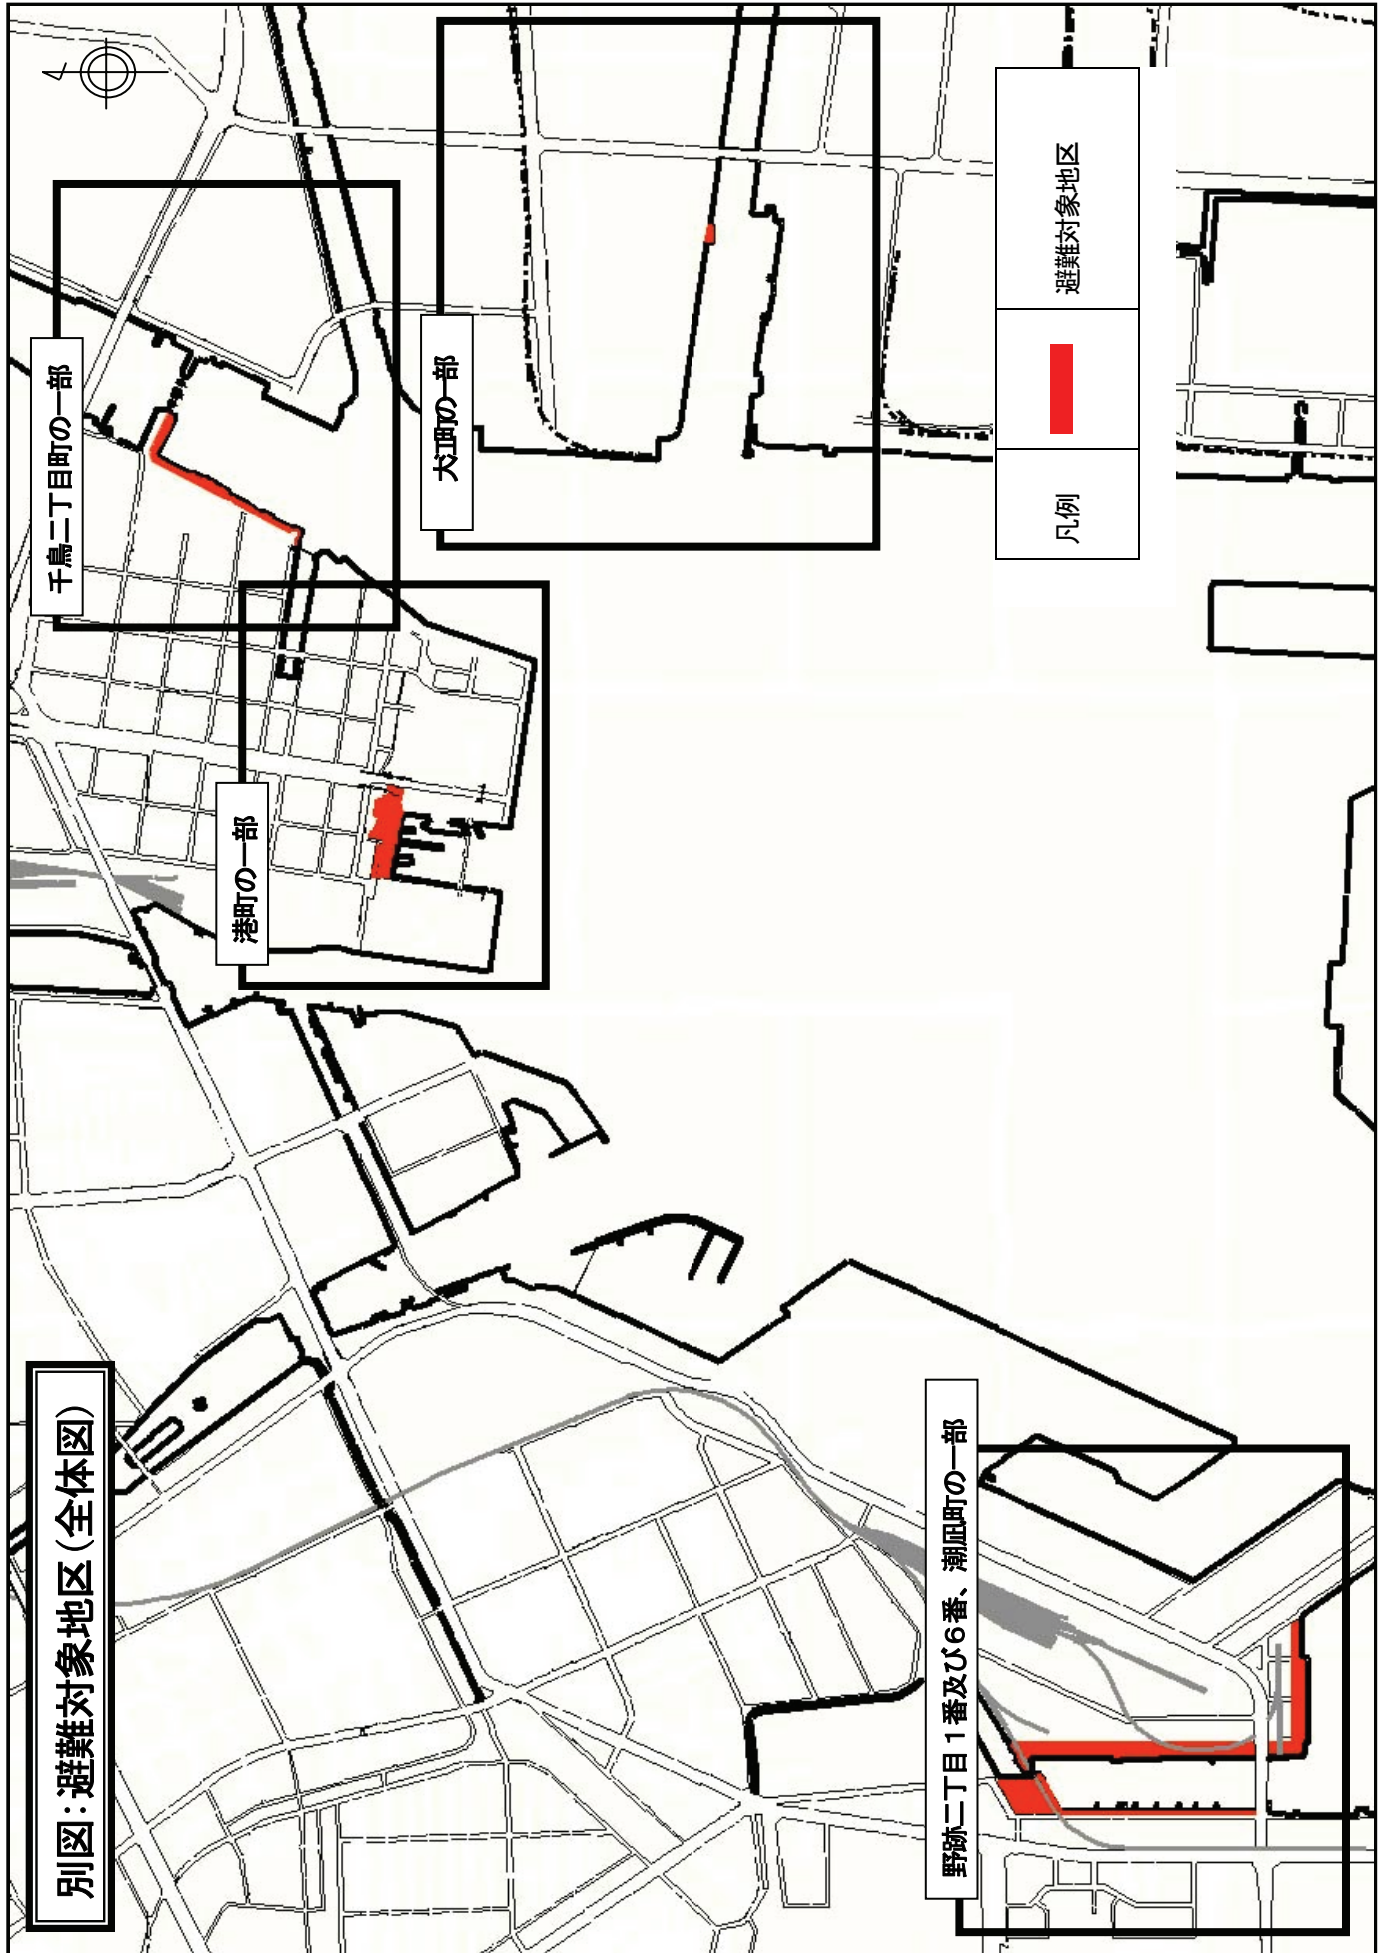 別図：避難対象地区（全体図）
千鳥二丁目町の一部
大江町の一部
港町の一部
野跡二丁目１番及び６番、潮凪町の一部
凡例
避難対象地区